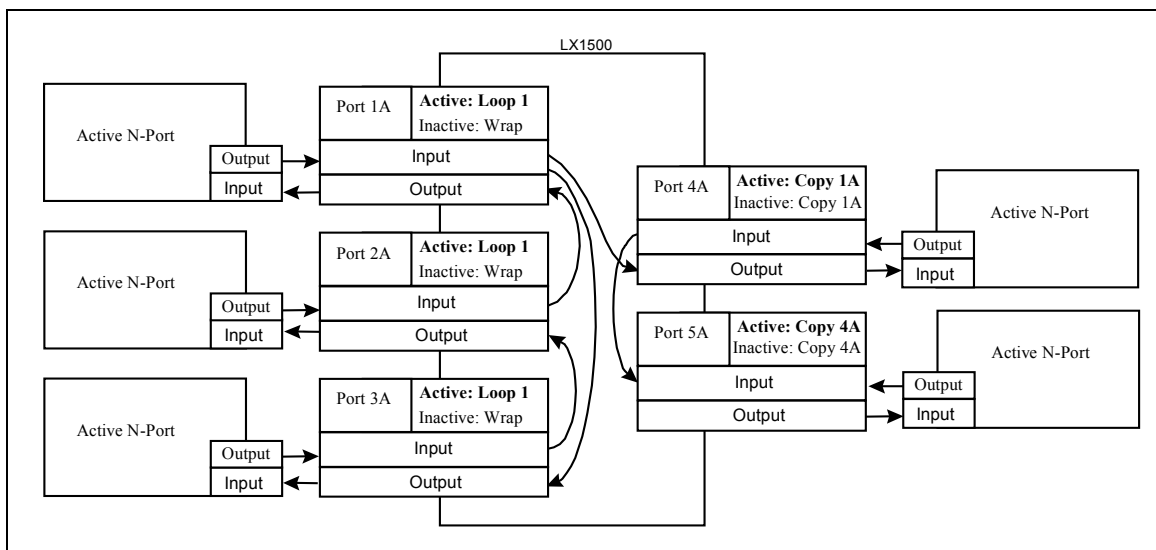 LX1500
Active N-Port
Output
Input
Port 1A
Active: Loop 1
Inactive: Wrap
Input
Output
Active N-Port
Output
Input
Port 2A
Active: Loop 1
Inactive: Wrap
Input
Output
Active N-Port
Output
Input
Port 3A
Active: Loop 1
Inactive: Wrap
Input
Output
Port 4A
Active: Copy 1A
Inactive: Copy 1A
Input
Output
Active N-Port
Output
Input
Port 5A
Active: Copy 4A
Inactive: Copy 4A
Input
Output
Active N-Port
Output
Input